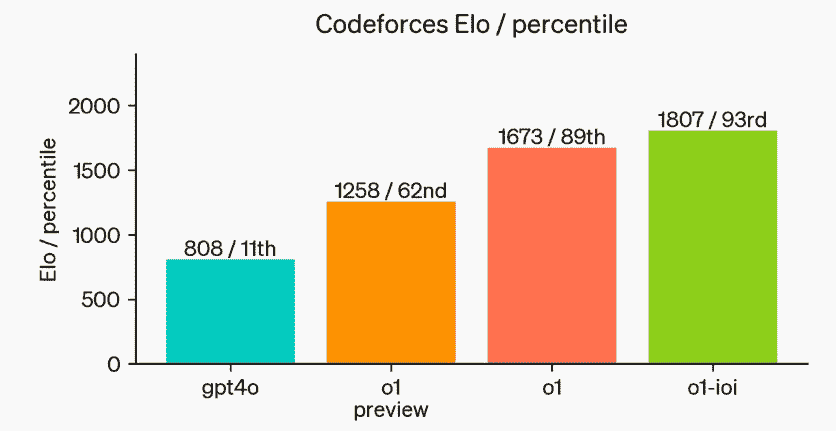 Codeforces Elo / percentile
Elo / percentile
2000
1500
1000
500
0
808 / 11th
1258 / 62nd
1673 / 89th
1807 / 93rd
gpt4o
o1
preview
o1
o1-ioi